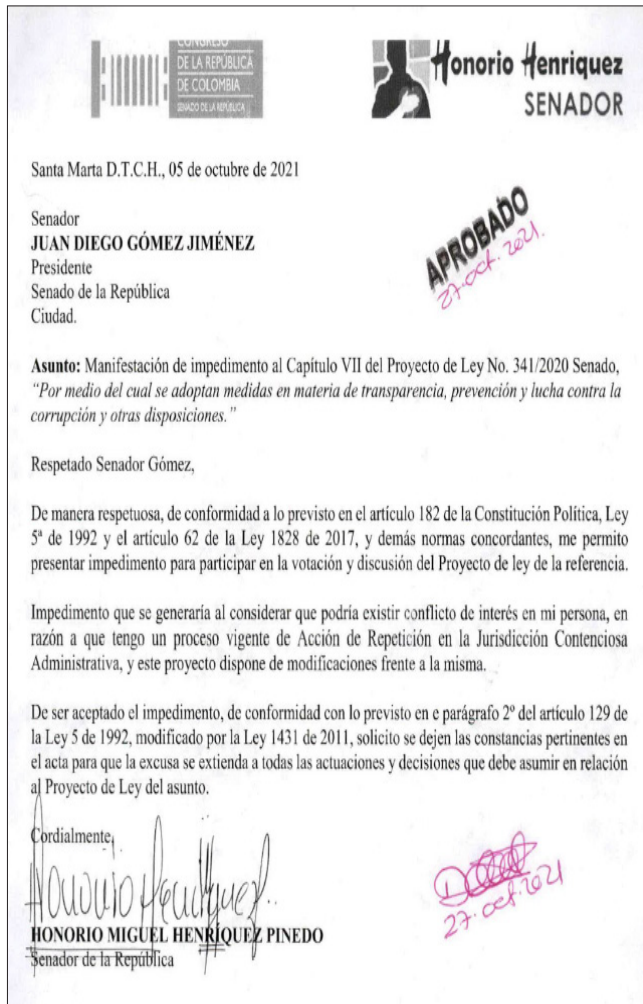 CONGRESO
DE LA REPÚBLICA
DE COLOMBIA
SENADO DE LA REPÚBLICA
Honorio Henriquez
SENADOR
Santa Marta D.T.C.H., 05 de octubre de 2021
Senador
JUAN DIEGO GÓMEZ JIMÉNEZ
Presidente
Senado de la República
Ciudad.
APROBADO
27.oct.2021.
Asunto: Manifestación de impedimento al Capítulo VII del Proyecto de Ley No. 341/2020 Senado,
“Por medio del cual se adoptan medidas en materia de transparencia, prevención y lucha contra la
corrupción y otras disposiciones.”
Respetado Senador Gómez,
De manera respetuosa, de conformidad a lo previsto en el artículo 182 de la Constitución Política, Ley
5ª de 1992 y el artículo 62 de la Ley 1828 de 2017, y demás normas concordantes, me permito
presentar impedimento para participar en la votación y discusión del Proyecto de ley de la referencia.
Impedimento que se generaría al considerar que podría existir conflicto de interés en mi persona, en
razón a que tengo un proceso vigente de Acción de Repetición en la Jurisdicción Contenciosa
Administrativa, y este proyecto dispone de modificaciones frente a la misma.
De ser aceptado el impedimento, de conformidad con lo previsto en e parágrafo 2º del artículo 129 de
la Ley 5 de 1992, modificado por la Ley 1431 de 2011, solicito se dejen las constancias pertinentes en
el acta para que la excusa se extienda a todas las actuaciones y decisiones que debe asumir en relación
al Proyecto de Ley del asunto.
Cordialmente,
Honorio Henríquez.
HONORIO MIGUEL HENRÍQUEZ PINEDO
Senador de la República
27.oct.2021